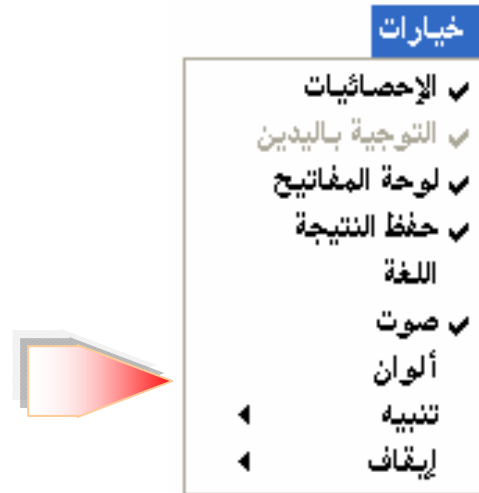 خيارات
الإحصائيات
التوجية باليدين
لوحة المفاتيح
حفظ النتيجة
اللغة
صوت
ألوان
تنبيه
إيقاف